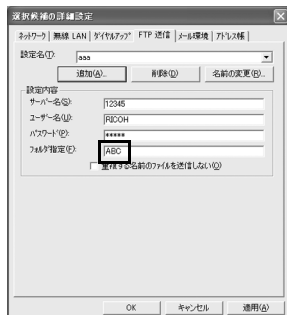 選択候補の詳細設定
ネットワーク 無線 LAN ダイヤルアップ FTP 送信 メール環境 アドレス帳
設定名(I): aaa
追加(A)... 削除(D) 名前の変更(R)...
設定内容
サーバー名(S): 12345
ユーザー名(U): RICOH
パスワード(P): *****
フォルダ指定(F): ABC
重複する名前のファイルを送信しない(O)
OK キャンセル 適用(A)